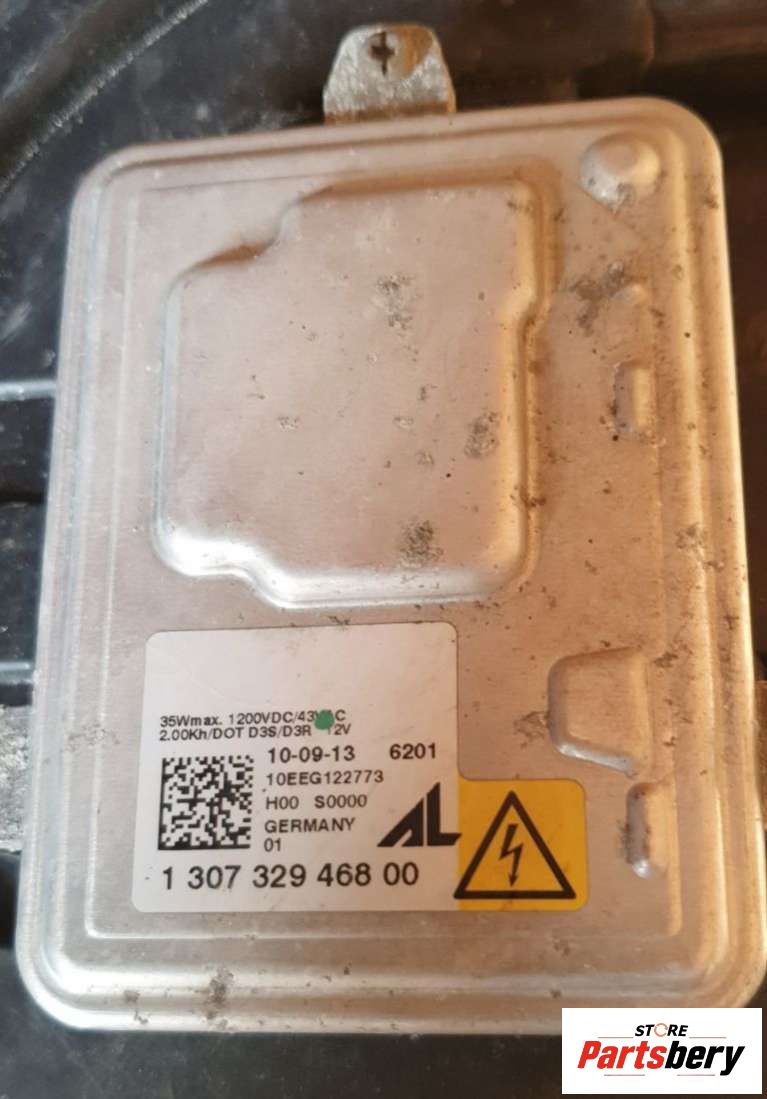 35Wmax. 1200VDC/43 C
2.00Kh/DOT D3S/D3R 12V
10-09-13 6201
10EEG122773
H00 S0000
GERMANY
01
AL
1 307 329 468 00
STORE
Partsbery